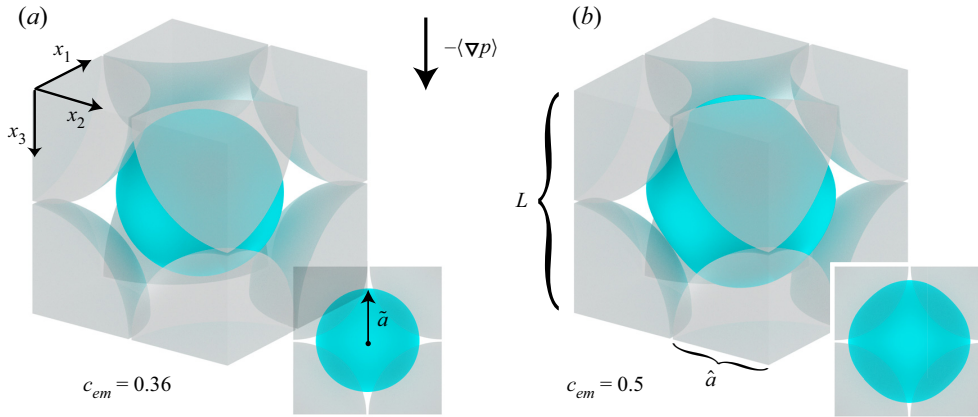 (a)
(b)
−⟨∇p⟩
x₁
x₂
x₃
L
ã
â
c_em = 0.36
c_em = 0.5